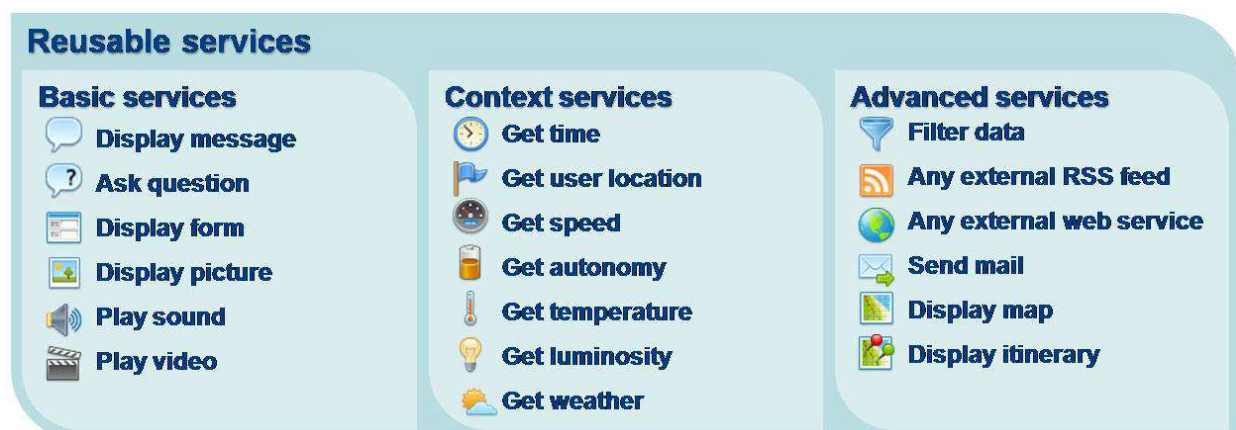 Reusable services
Basic services
Display message
Ask question
Display form
Display picture
Play sound
Play video
Context services
Get time
Get user location
Get speed
Get autonomy
Get temperature
Get luminosity
Get weather
Advanced services
Filter data
Any external RSS feed
Any external web service
Send mail
Display map
Display itinerary